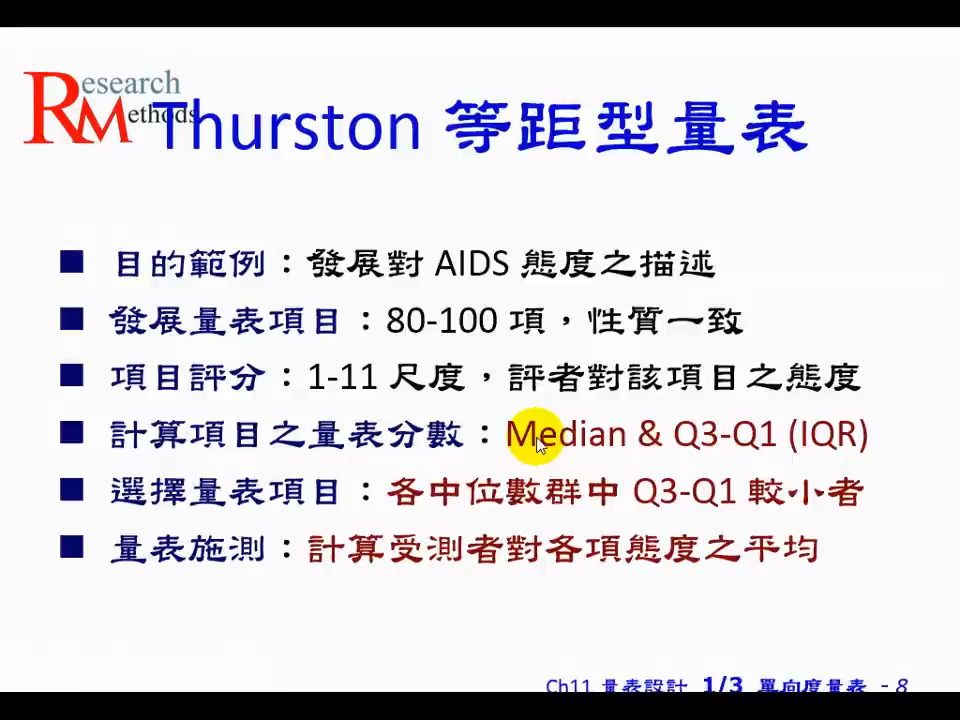 Research
Methods
Thurston 等距型量表
目的範例：發展對 AIDS 態度之描述
發展量表項目：80-100 項，性質一致
項目評分：1-11 尺度，評者對該項目之態度
計算項目之量表分數：Median & Q3-Q1 (IQR)
選擇量表項目：各中位數群中 Q3-Q1 較小者
量表施測：計算受測者對各項態度之平均
Ch11 量表設計 1/3 單向度量表 - 8